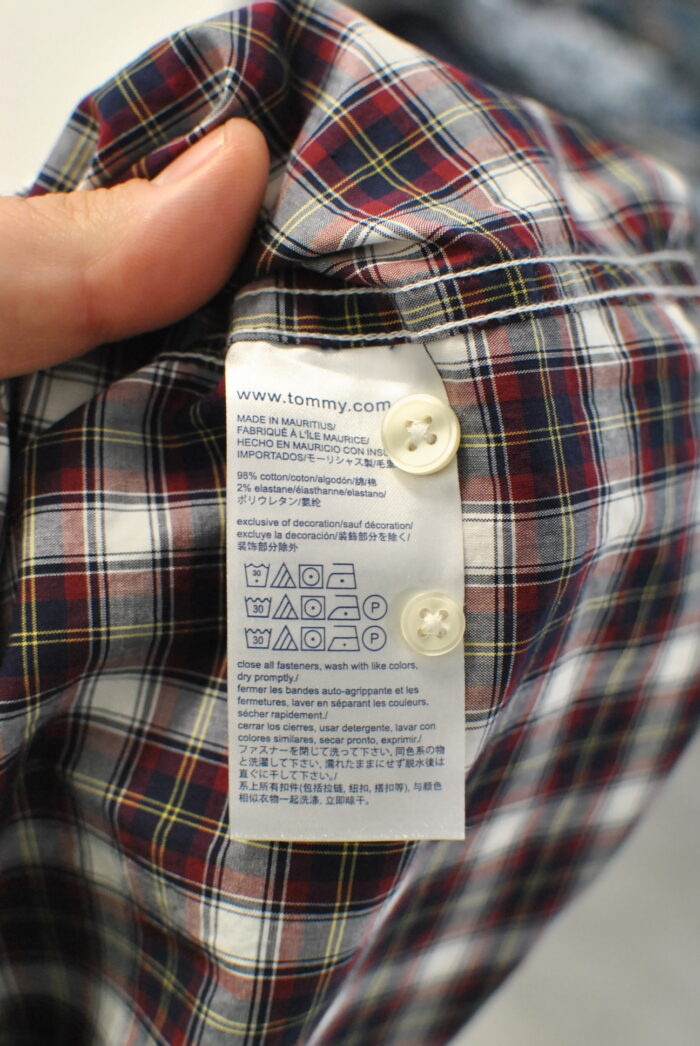 www.tommy.com
MADE IN MAURITIUS/
FABRIQUÉ À L'ÎLE MAURICE/
HECHO EN MAURICIO CON
IMPORTADOS/モーリシャス製/
98% cotton/coton/algodón/綿/棉
2% elastane/élasthanne/elastano/
ポリウレタン/氨纶
exclusive of decoration/sauf décoration/
excluye la decoración/装飾部分を除く/
装饰部分除外
30
30 P
30 P
close all fasteners, wash with like colors,
dry promptly./
fermer les bandes auto-agrippante et les
fermetures, laver en séparant les couleurs,
sécher rapidement./
cerrar los cierres, usar detergente, lavar con
colores similares, secar pronto, exprimir./
ファスナーを閉じて洗って下さい, 同色系の物
と洗濯して下さい, 濡れたままにせず脱水後は
直ぐに干して下さい。/
系上所有扣件(包括拉链, 纽扣, 搭扣等), 与颜色
相似衣物一起洗涤, 立即晾干。